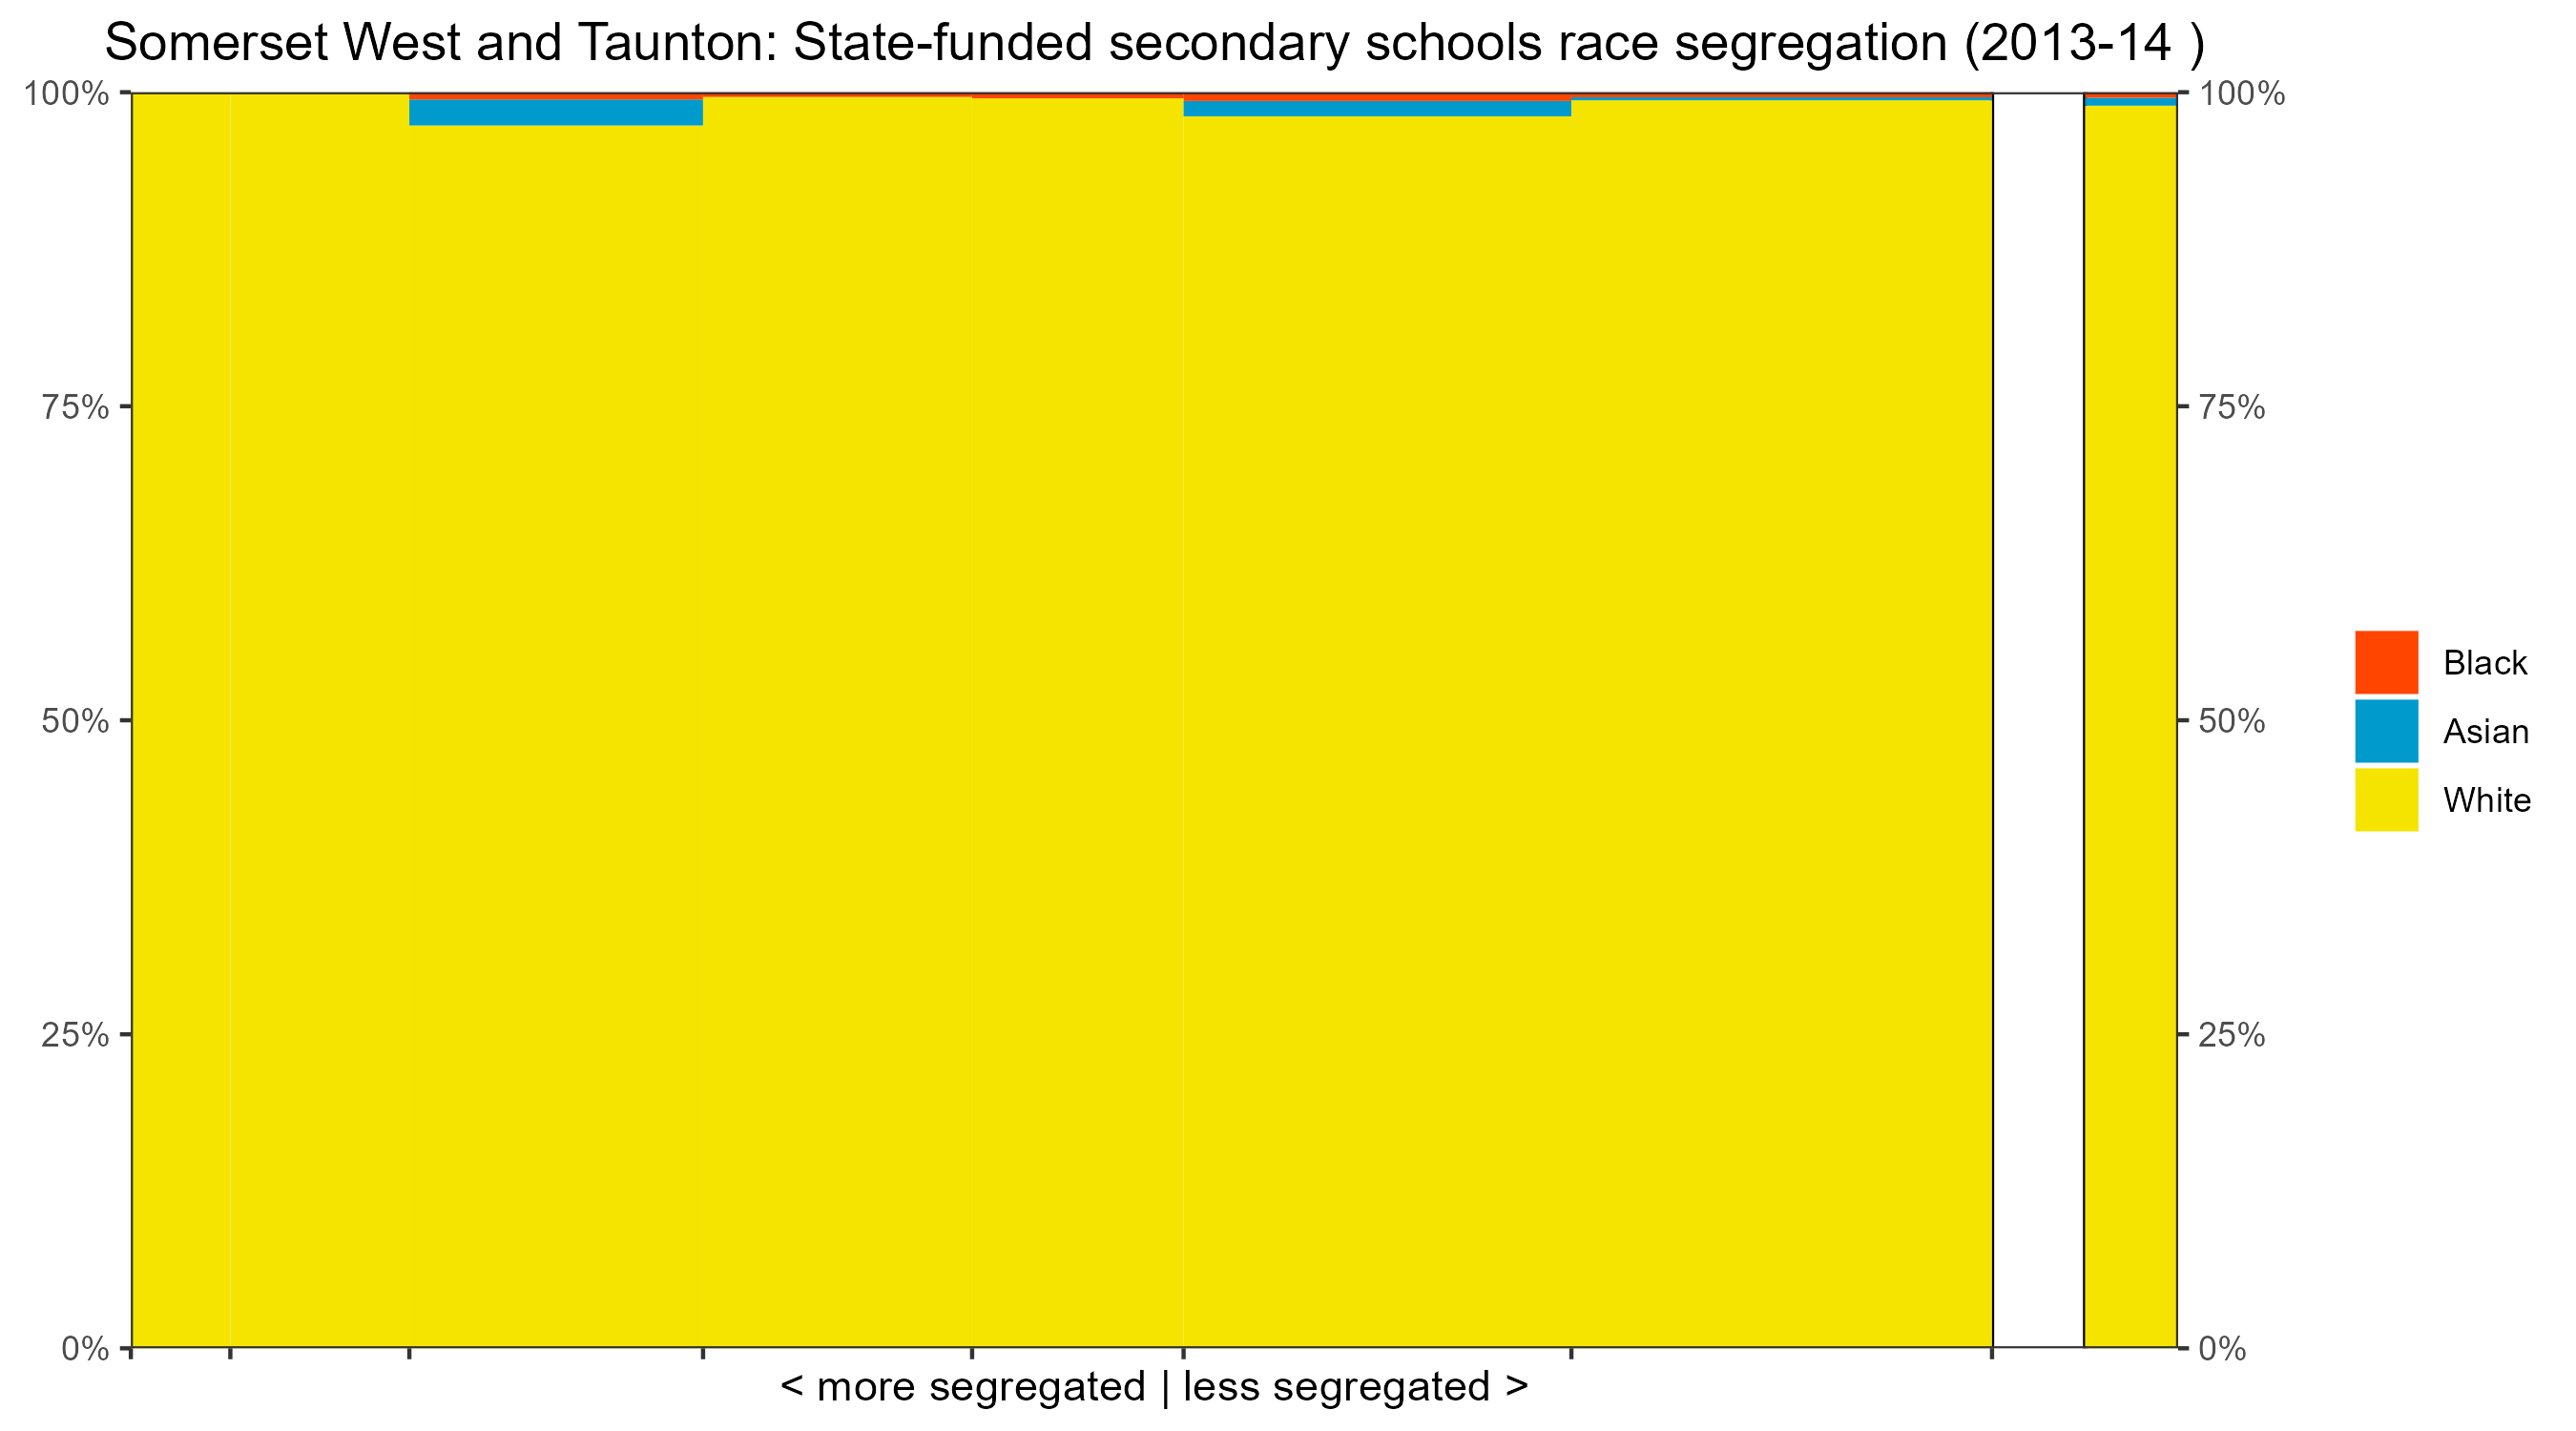 Somerset West and Taunton: State-funded secondary schools race segregation (2013-14 )
100%
75%
50%
25%
0%
100%
75%
50%
25%
0%
Black
Asian
White
< more segregated | less segregated >